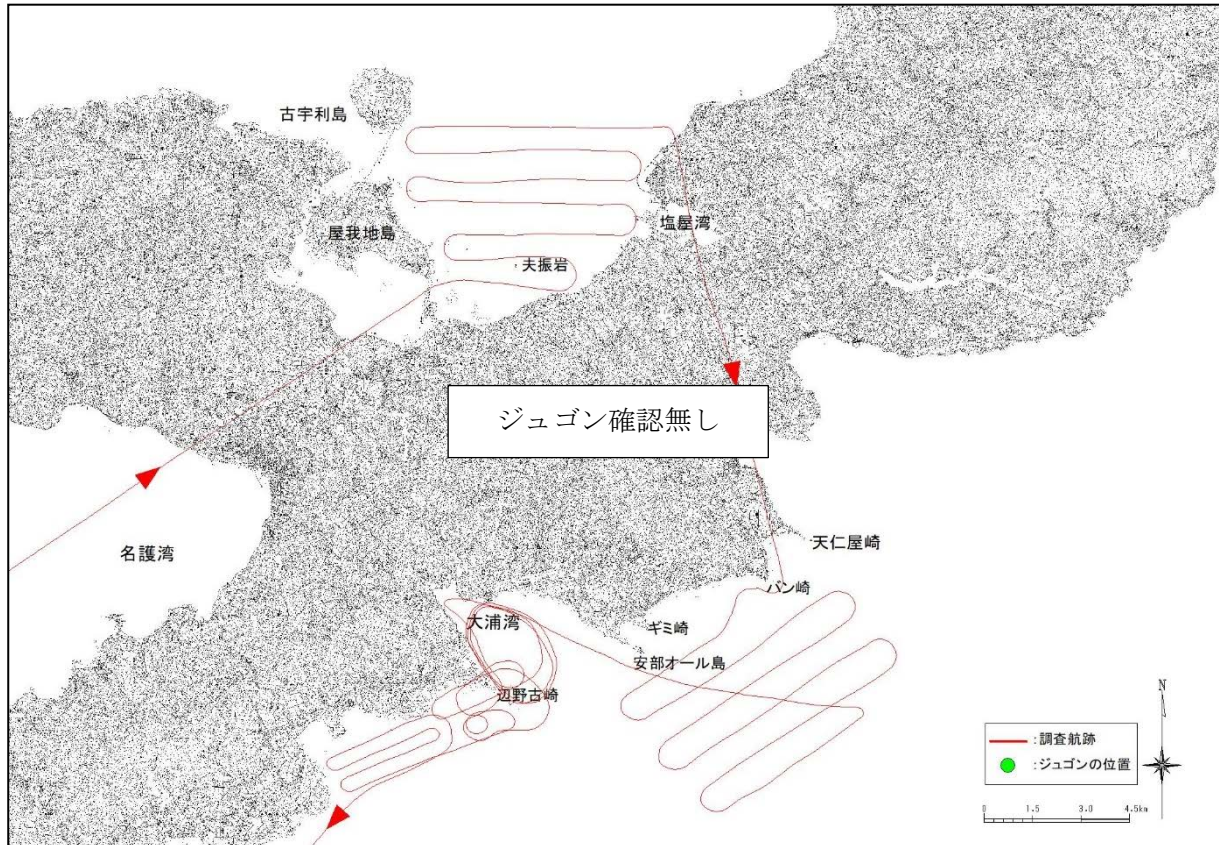 古宇利島
屋我地島
塩屋湾
夫振岩
ジュゴン確認無し
名護湾
天仁屋崎
バン崎
大浦湾
ギミ崎
安部オール島
辺野古崎
N
:調査航跡
:ジュゴンの位置
0 1.5 3.0 4.5km